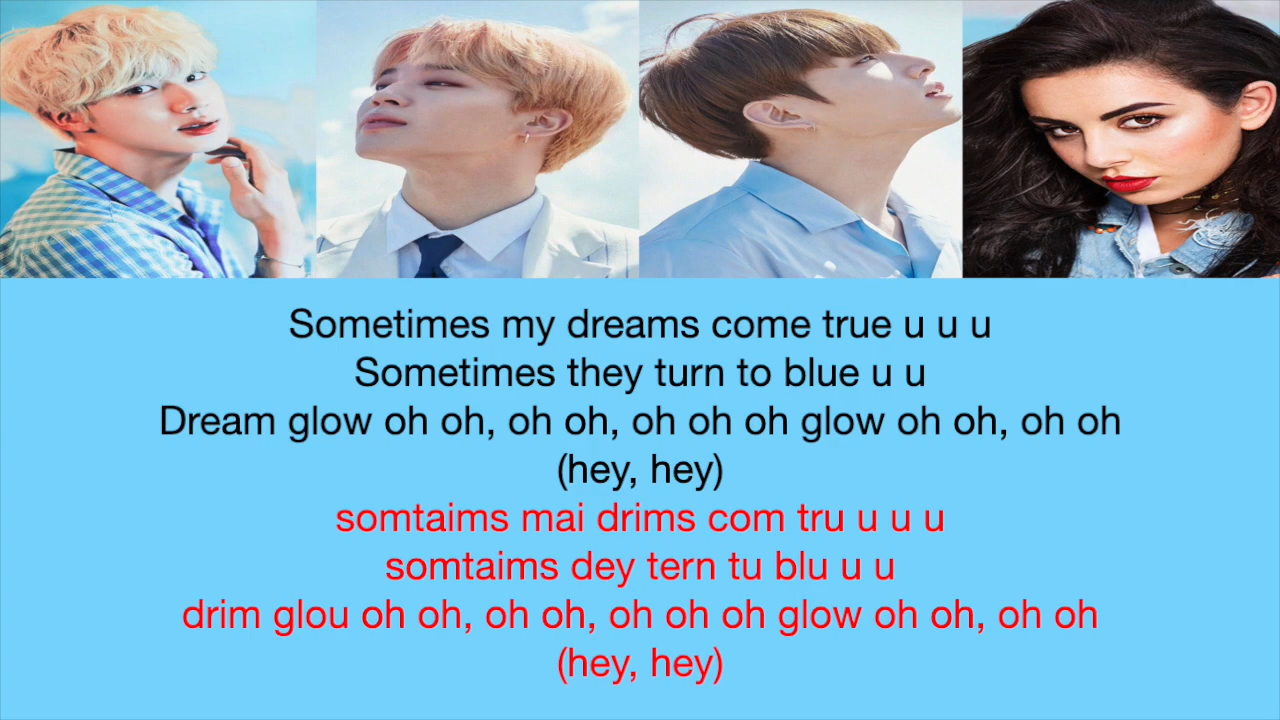 Sometimes my dreams come true u u u
Sometimes they turn to blue u u
Dream glow oh oh, oh oh, oh oh oh glow oh oh, oh oh
(hey, hey)
somtaims mai drims com tru u u u
somtaims dey tern tu blu u u
drim glou oh oh, oh oh, oh oh oh glow oh oh, oh oh
(hey, hey)